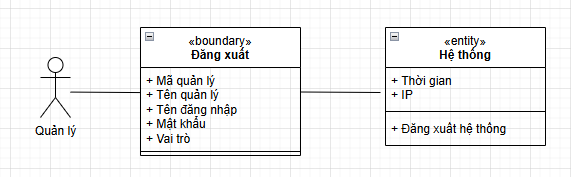 «boundary»
Đăng xuất
+ Mã quản lý
+ Tên quản lý
+ Tên đăng nhập
+ Mật khẩu
+ Vai trò
«entity»
Hệ thống
+ Thời gian
+ IP
+ Đăng xuất hệ thống
Quản lý